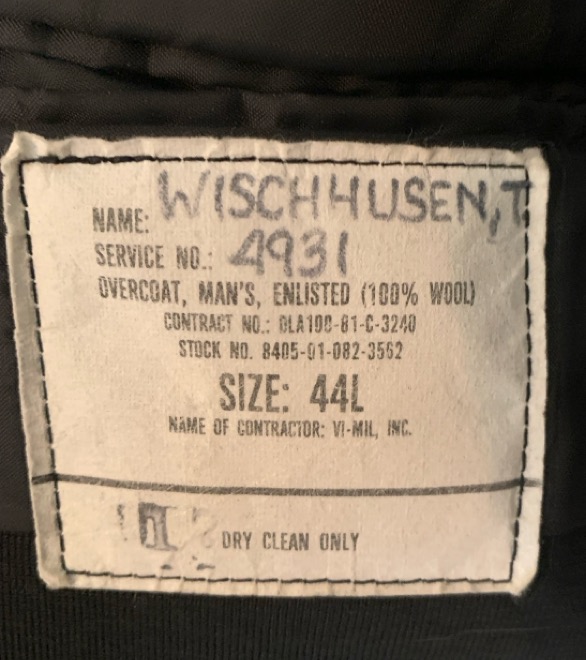 NAME: WISCHHUSEN, T.
SERVICE NO.: 4931
OVERCOAT, MAN'S, ENLISTED (100% WOOL)
CONTRACT NO.: DLA100-81-C-3240
STOCK NO. 8405-01-082-3562
SIZE: 44L
NAME OF CONTRACTOR: VI-MIL, INC.
DRY CLEAN ONLY